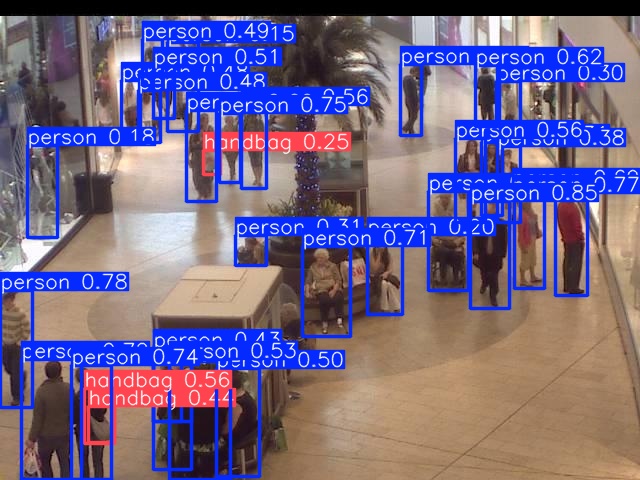 person 0.49
15
person 0.51
person 0.48
person 0.62
person
person 0.30
0.56
person 0.75
person 0.18
handbag 0.25
person 0.56
0.38
0.77
person 0.85
person 0.31
person 0.20
person 0.71
person 0.78
person 0.43
person 0.74
0.53
person 0.50
handbag 0.56
handbag 0.44